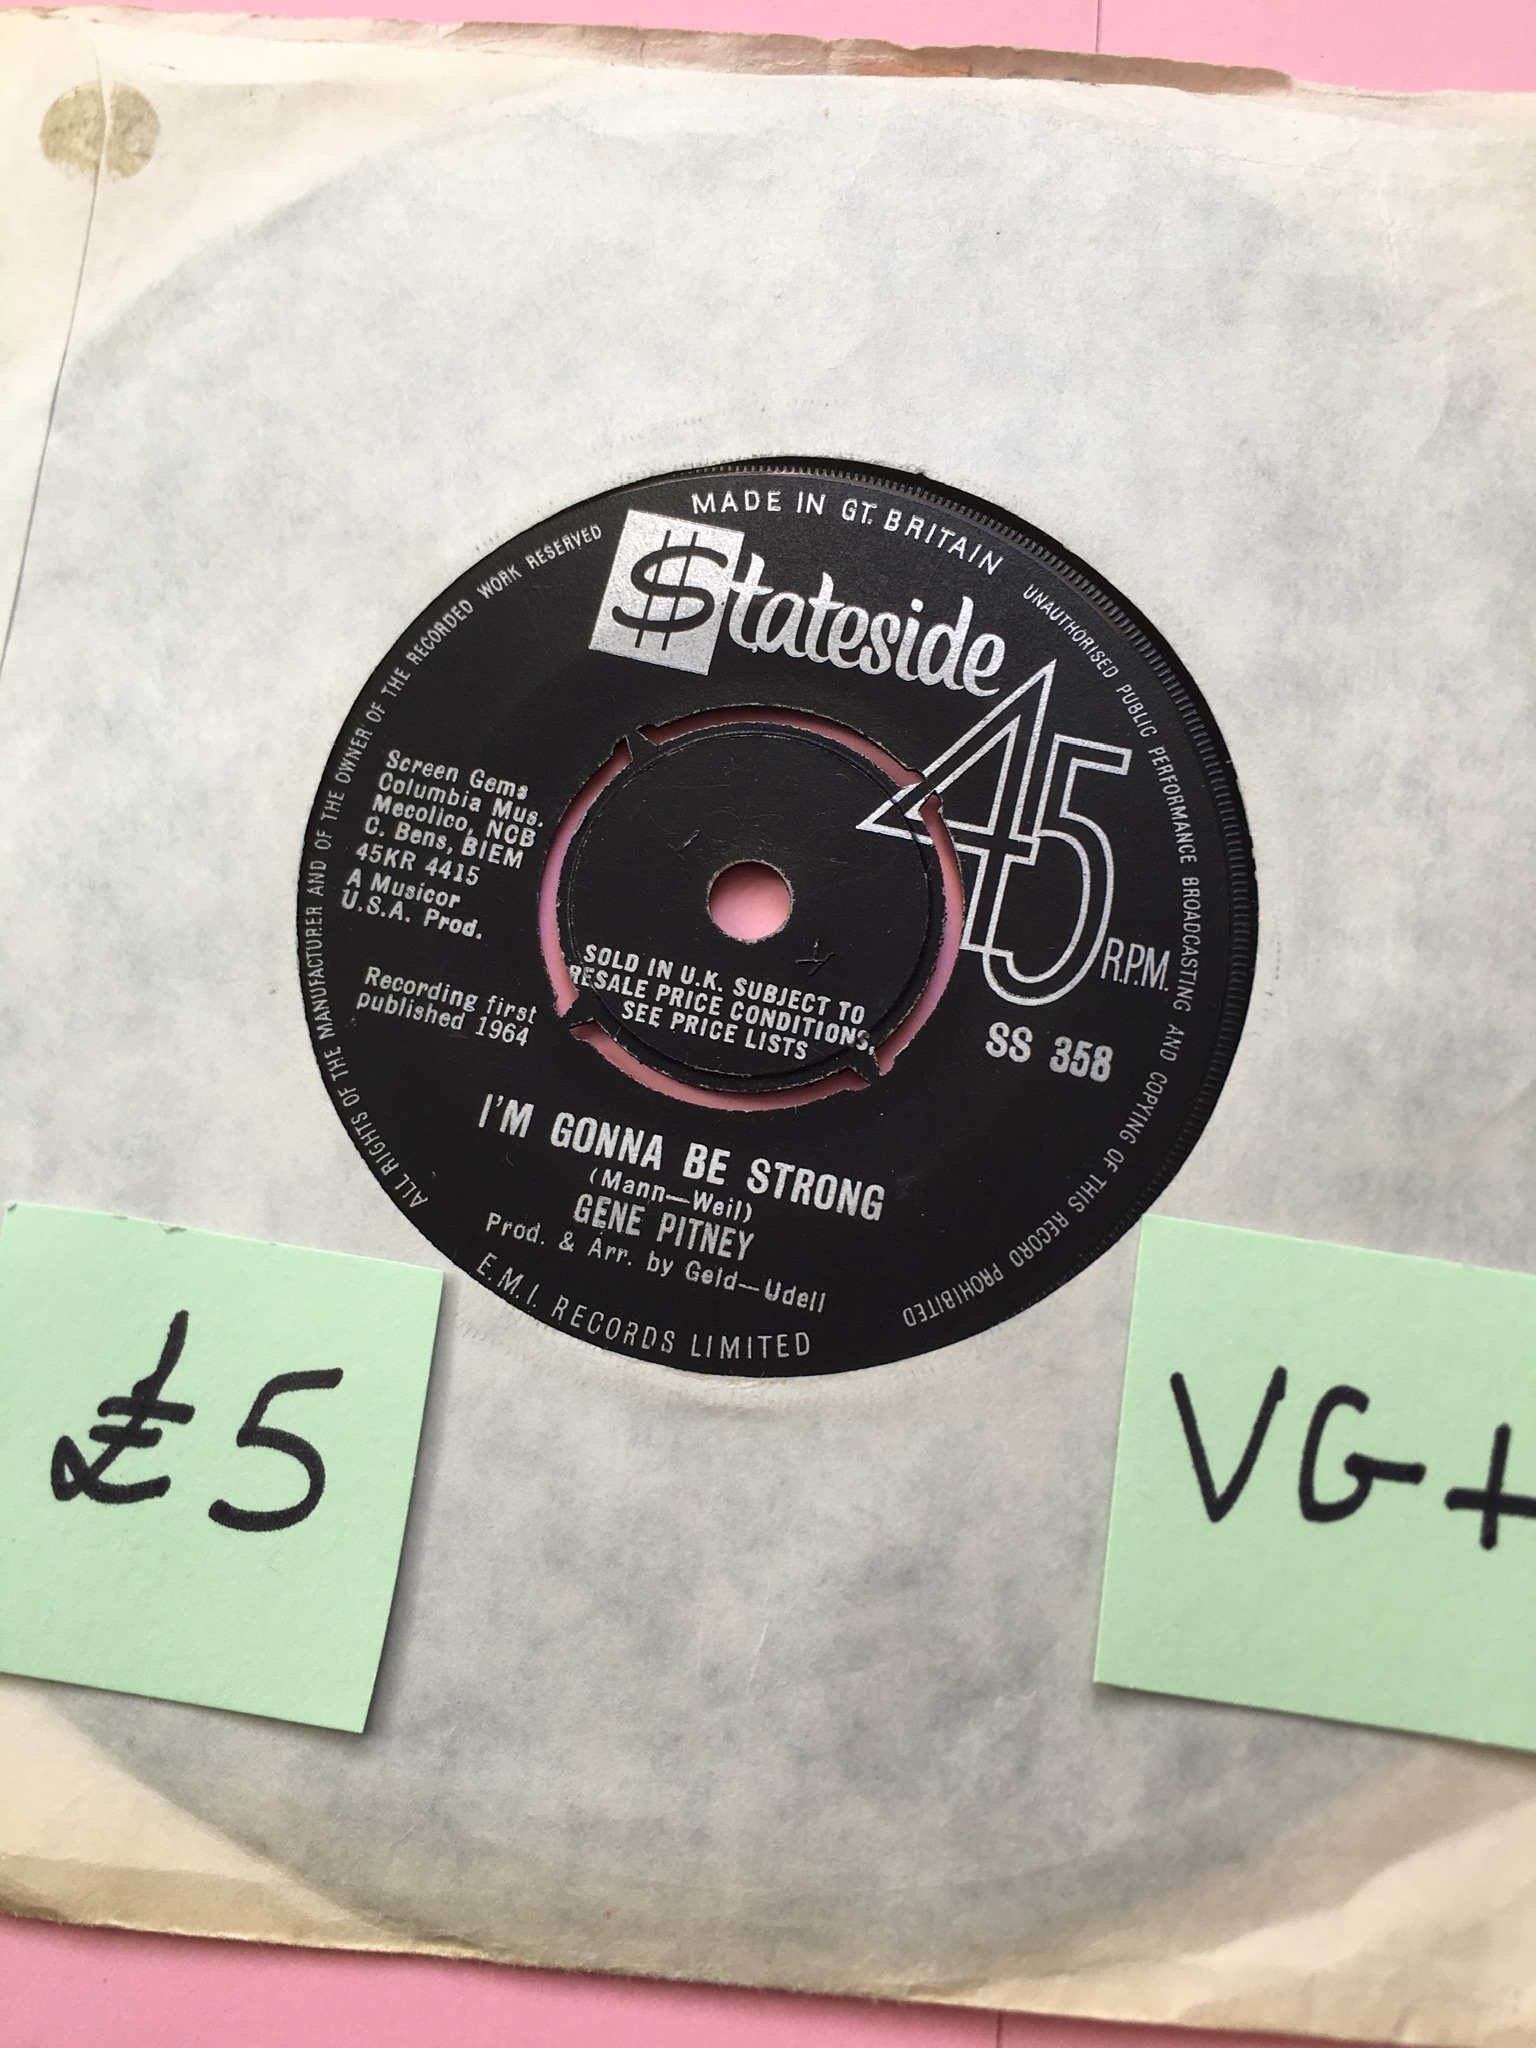 MADE IN GT. BRITAIN
Stateside
45
R.P.M.
UNAUTHORISED PUBLIC PERFORMANCE BROADCASTING AND COPYING OF THIS RECORD PROHIBITED
ALL RIGHTS OF THE MANUFACTURER AND OF THE OWNER OF THE RECORDED WORK RESERVED
Screen Gems
Columbia Mus.
Mecolico, NCB
C. Bens, BIEM
45KR 4415
A Musicor
U.S.A. Prod.
Recording first
published 1964
SOLD IN U.K. SUBJECT TO
RESALE PRICE CONDITIONS,
SEE PRICE LISTS
SS 358
I'M GONNA BE STRONG
(Mann—Weil)
GENE PITNEY
Prod. & Arr. by Geld—Udell
E.M.I. RECORDS LIMITED
£5
VG+